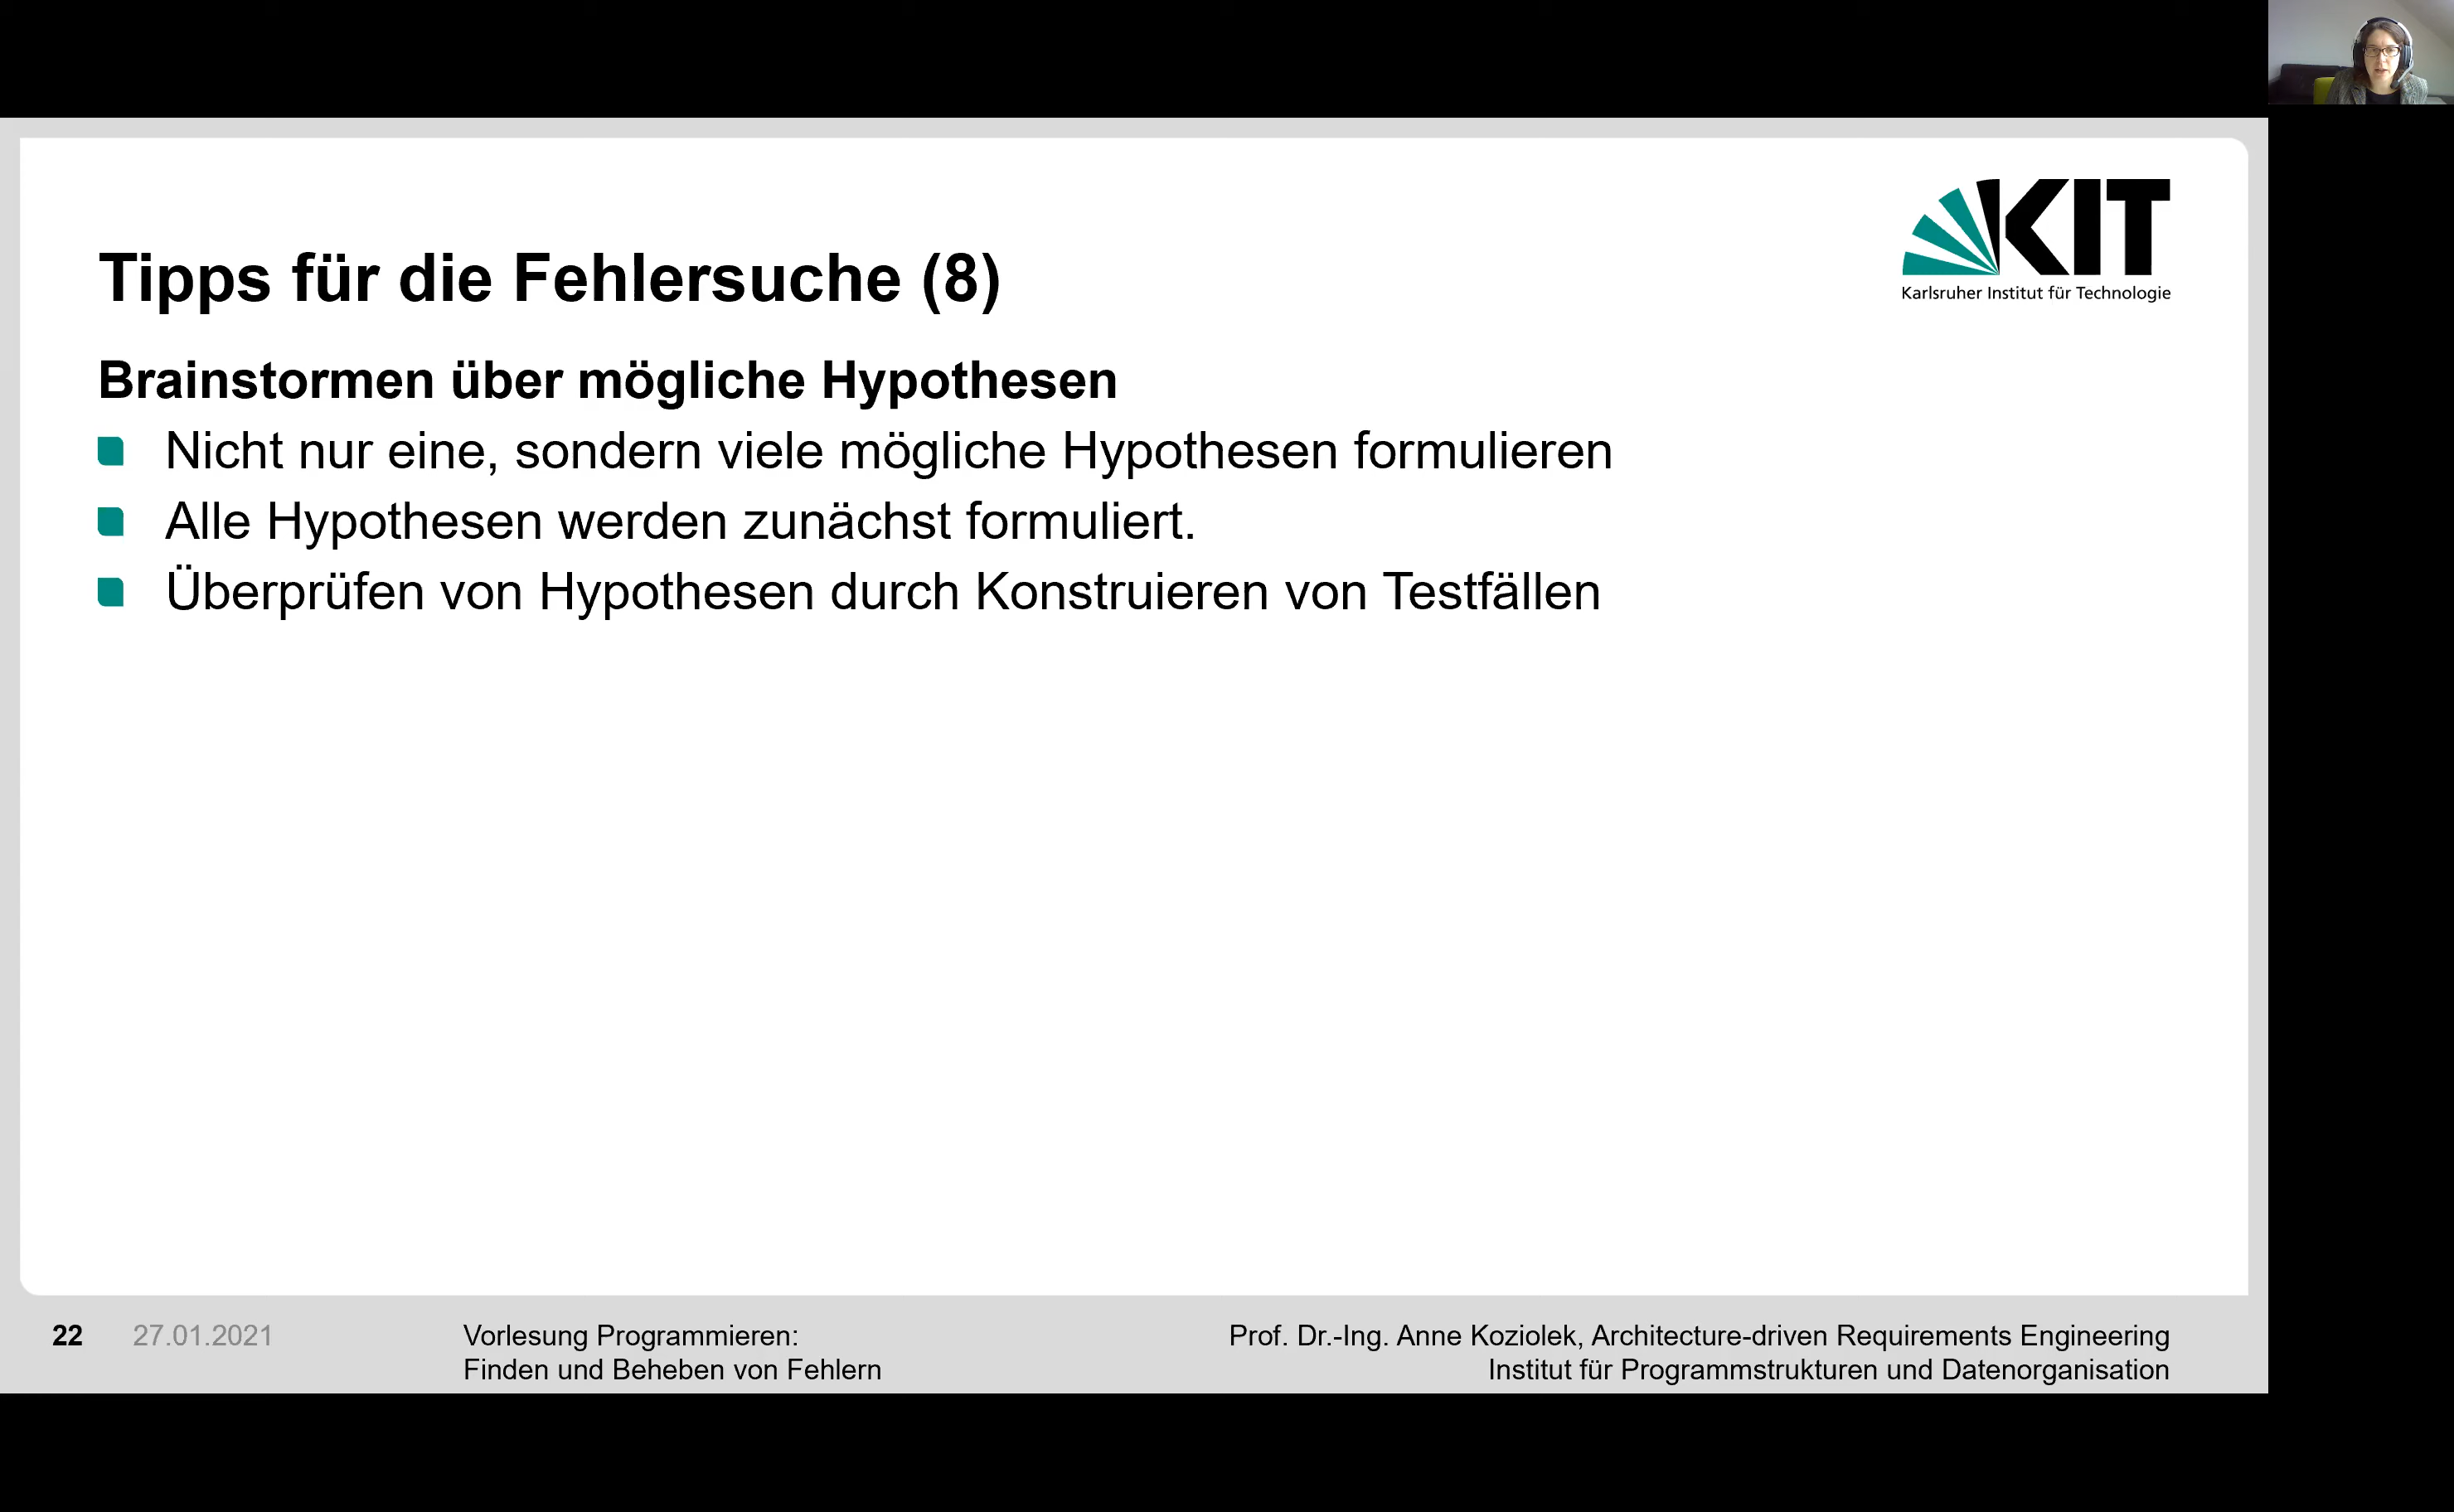 KIT
Karlsruher Institut für Technologie
Tipps für die Fehlersuche (8)
Brainstormen über mögliche Hypothesen
Nicht nur eine, sondern viele mögliche Hypothesen formulieren
Alle Hypothesen werden zunächst formuliert.
Überprüfen von Hypothesen durch Konstruieren von Testfällen
22 27.01.2021
Vorlesung Programmieren:
Finden und Beheben von Fehlern
Prof. Dr.-Ing. Anne Koziolek, Architecture-driven Requirements Engineering
Institut für Programmstrukturen und Datenorganisation